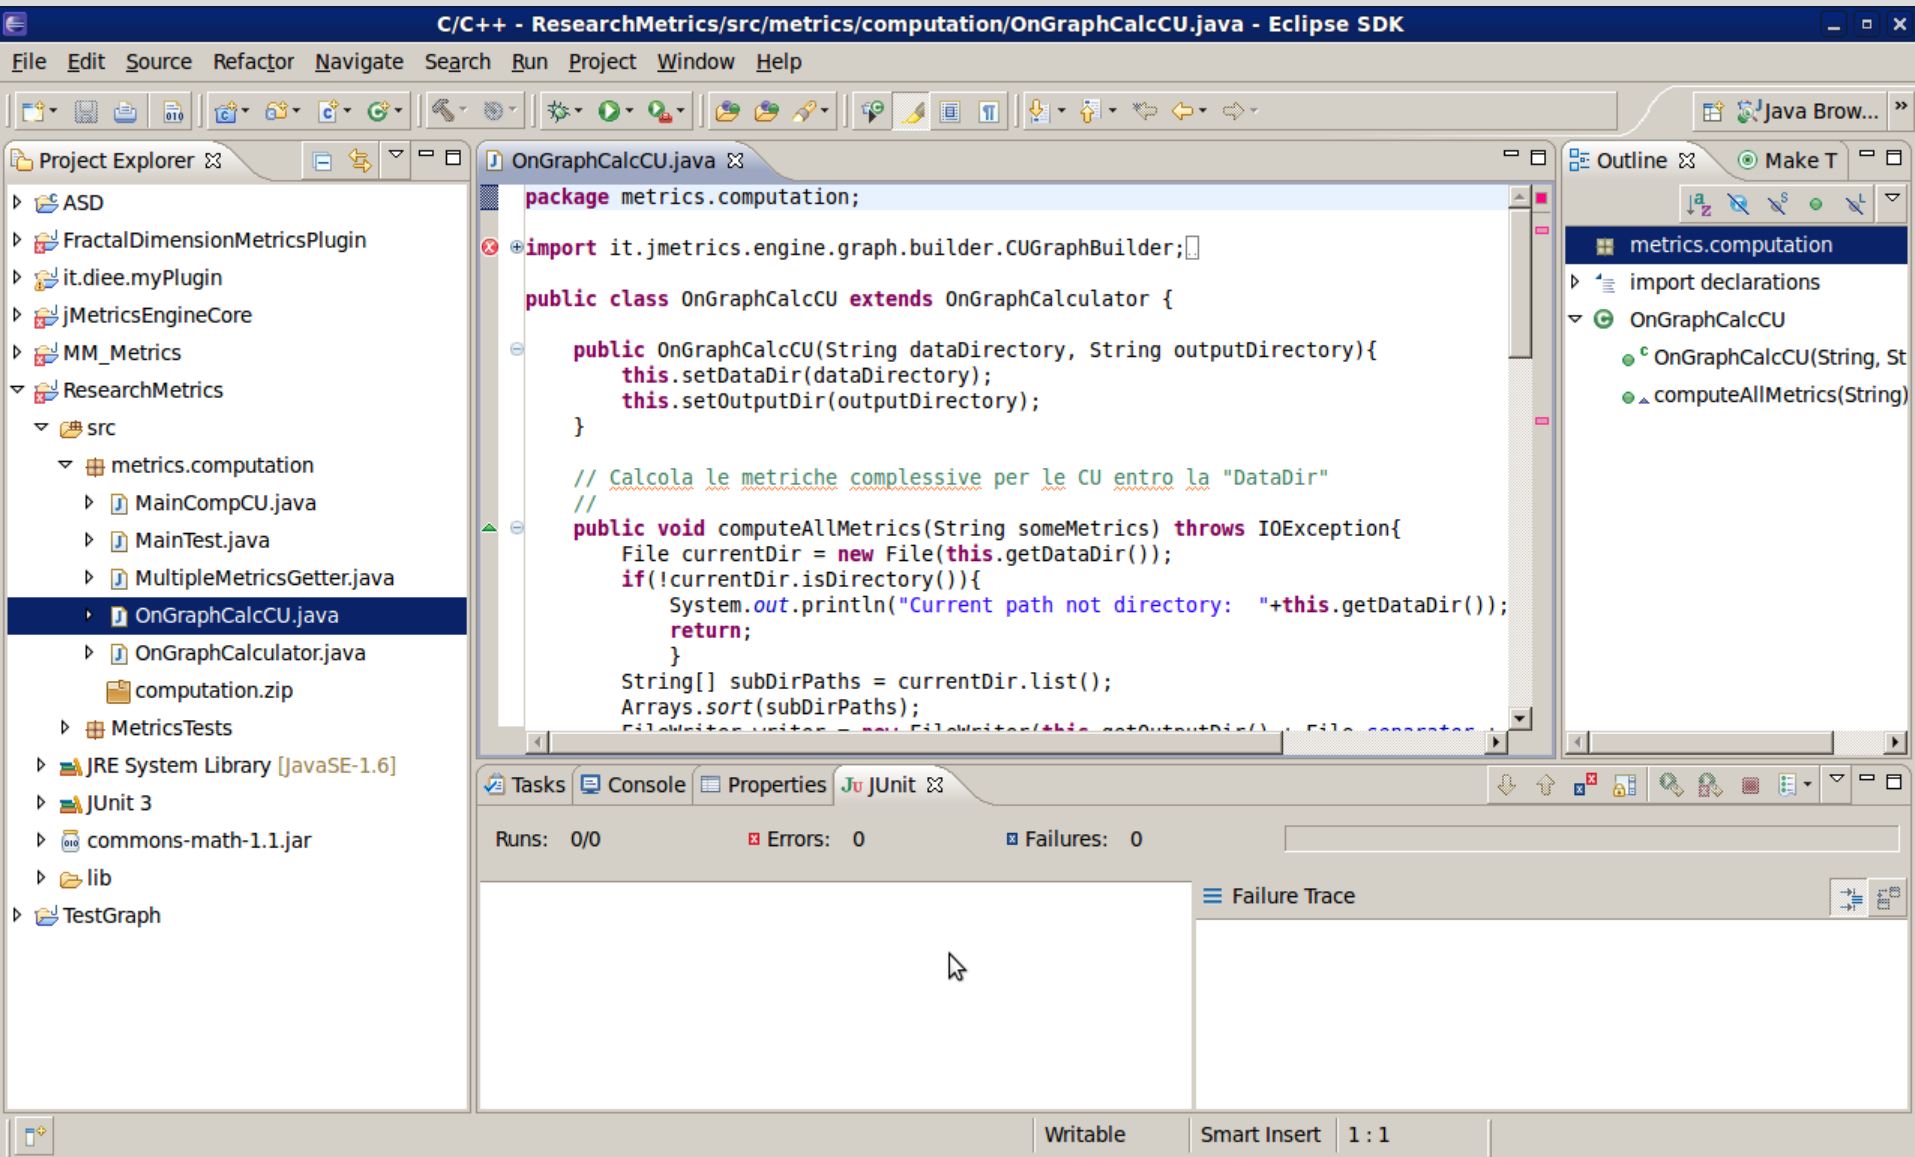 C/C++ - ResearchMetrics/src/metrics/computation/OnGraphCalcCU.java - Eclipse SDK
File Edit Source Refactor Navigate Search Run Project Window Help
Java Brow... »
Project Explorer
ASD
FractalDimensionMetricsPlugin
it.diee.myPlugin
jMetricsEngineCore
MM_Metrics
ResearchMetrics
src
metrics.computation
MainCompCU.java
MainTest.java
MultipleMetricsGetter.java
OnGraphCalcCU.java
OnGraphCalculator.java
computation.zip
MetricsTests
JRE System Library [JavaSE-1.6]
JUnit 3
commons-math-1.1.jar
lib
TestGraph
OnGraphCalcCU.java
package metrics.computation;
import it.jmetrics.engine.graph.builder.CUGraphBuilder;
public class OnGraphCalcCU extends OnGraphCalculator {
public OnGraphCalcCU(String dataDirectory, String outputDirectory){
this.setDataDir(dataDirectory);
this.setOutputDir(outputDirectory);
}
// Calcola le metriche complessive per le CU entro la "DataDir"
//
public void computeAllMetrics(String someMetrics) throws IOException{
File currentDir = new File(this.getDataDir());
if(!currentDir.isDirectory()){
System.out.println("Current path not directory:  "+this.getDataDir());
return;
}
String[] subDirPaths = currentDir.list();
Arrays.sort(subDirPaths);
FileWriter writer = new FileWriter(this.getOutputDir() + File.separator +
Outline Make T
metrics.computation
import declarations
OnGraphCalcCU
OnGraphCalcCU(String, St
computeAllMetrics(String)
Tasks Console Properties JUnit
Runs: 0/0 Errors: 0 Failures: 0
Failure Trace
Writable Smart Insert 1 : 1